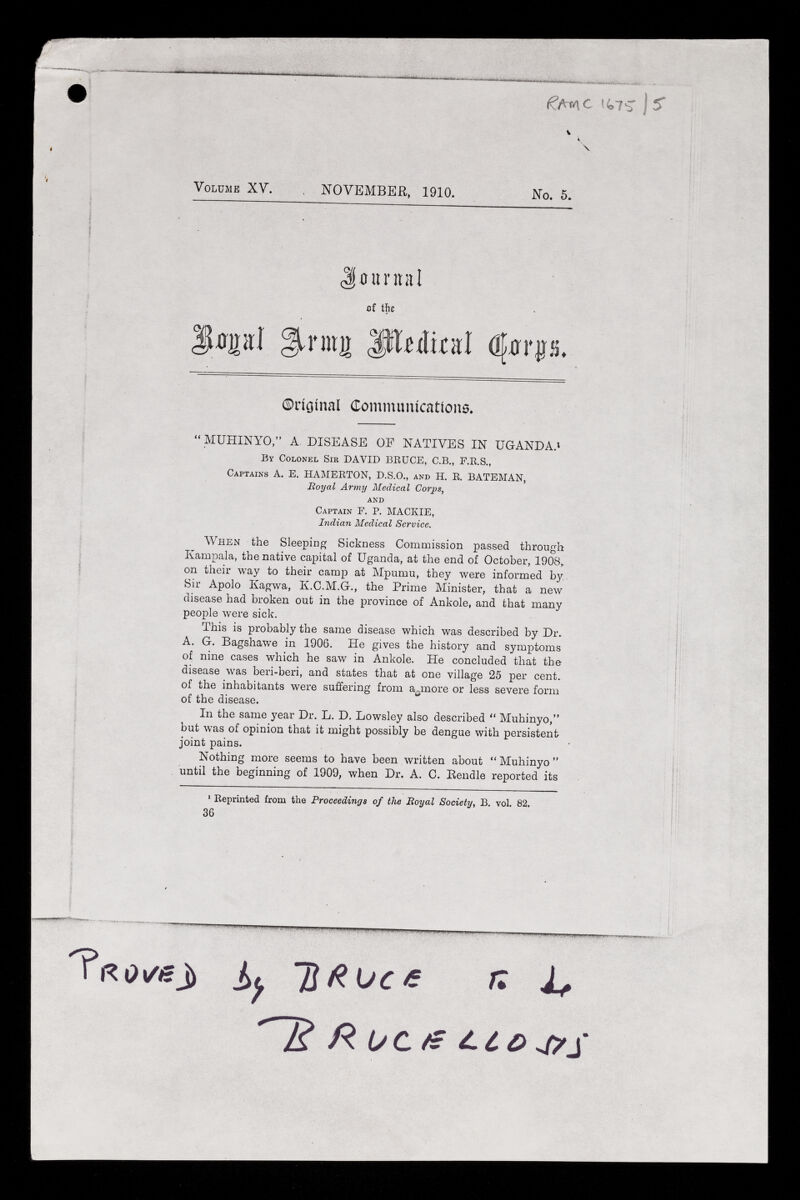 RAMC 1675/5
VOLUME XV. NOVEMBER, 1910. No. 5.
Journal
of the
Royal Army Medical Corps.
Original Communications.
"MUHINYO," A DISEASE OF NATIVES IN UGANDA.¹
BY COLONEL SIR DAVID BRUCE, C.B., F.R.S.,
CAPTAINS A. E. HAMERTON, D.S.O., AND H. R. BATEMAN,
Royal Army Medical Corps,
AND
CAPTAIN F. P. MACKIE,
Indian Medical Service.
WHEN the Sleeping Sickness Commission passed through
Kampala, the native capital of Uganda, at the end of October, 1908,
on their way to their camp at Mpumu, they were informed by
Sir Apolo Kagwa, K.C.M.G., the Prime Minister, that a new
disease had broken out in the province of Ankole, and that many
people were sick.
This is probably the same disease which was described by Dr.
A. G. Bagshawe in 1906. He gives the history and symptoms
of nine cases which he saw in Ankole. He concluded that the
disease was beri-beri, and states that at one village 25 per cent.
of the inhabitants were suffering from a more or less severe form
of the disease.
In the same year Dr. L. D. Lowsley also described "Muhinyo,"
but was of opinion that it might possibly be dengue with persistent
joint pains.
Nothing more seems to have been written about "Muhinyo"
until the beginning of 1909, when Dr. A. C. Rendle reported its
¹ Reprinted from the Proceedings of the Royal Society, B. vol. 82.
36
PROVED by BRUCE to be
BRUCELLOSIS